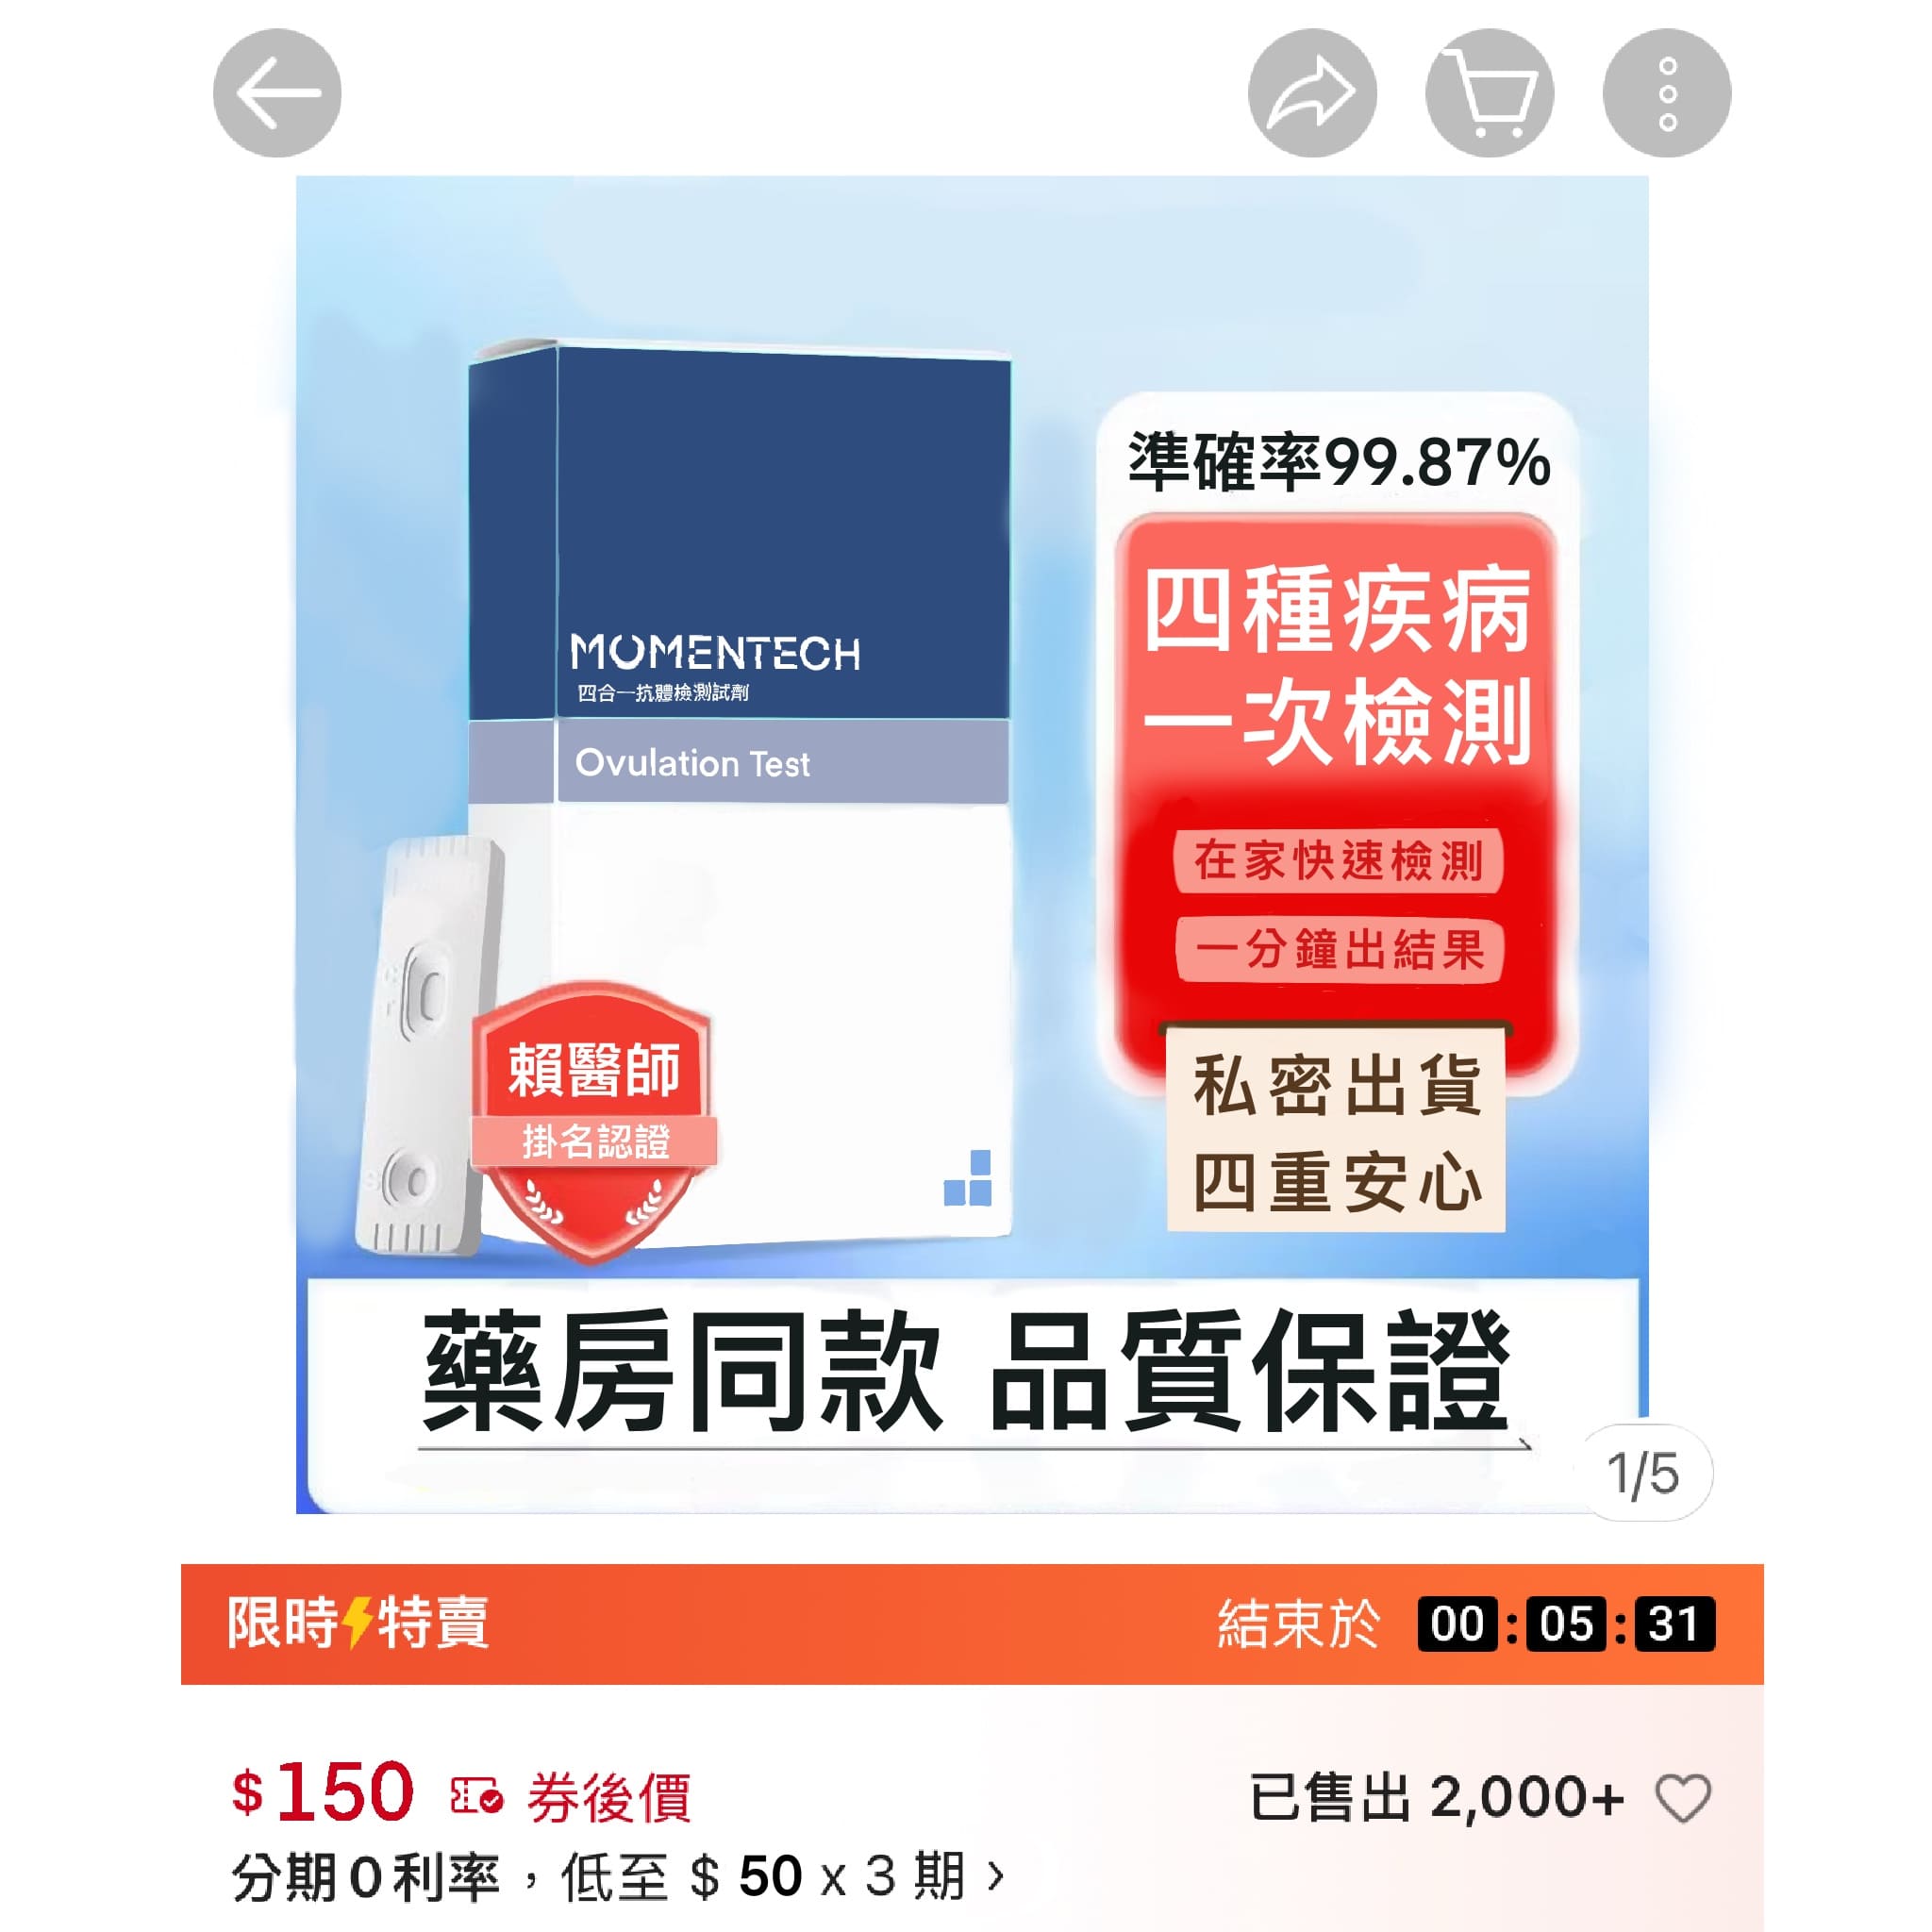 準確率99.87%
四種疾病
一次檢測
在家快速檢測
一分鐘出結果
私密出貨
四重安心
MOMENTECH
四合一抗體檢測試劑
Ovulation Test
賴醫師
掛名認證
藥房同款 品質保證
1/5
限時⚡特賣
結束於 00:05:31
$150 券後價
已售出 2,000+
分期0利率，低至 $ 50 x 3 期 >